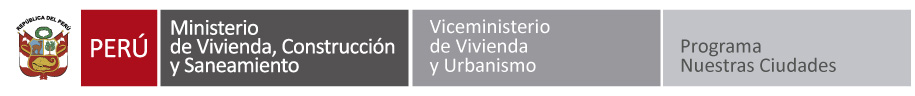 REPÚBLICA DEL PERÚ
PERÚ
Ministerio
de Vivienda, Construcción
y Saneamiento
Viceministerio
de Vivienda
y Urbanismo
Programa
Nuestras Ciudades